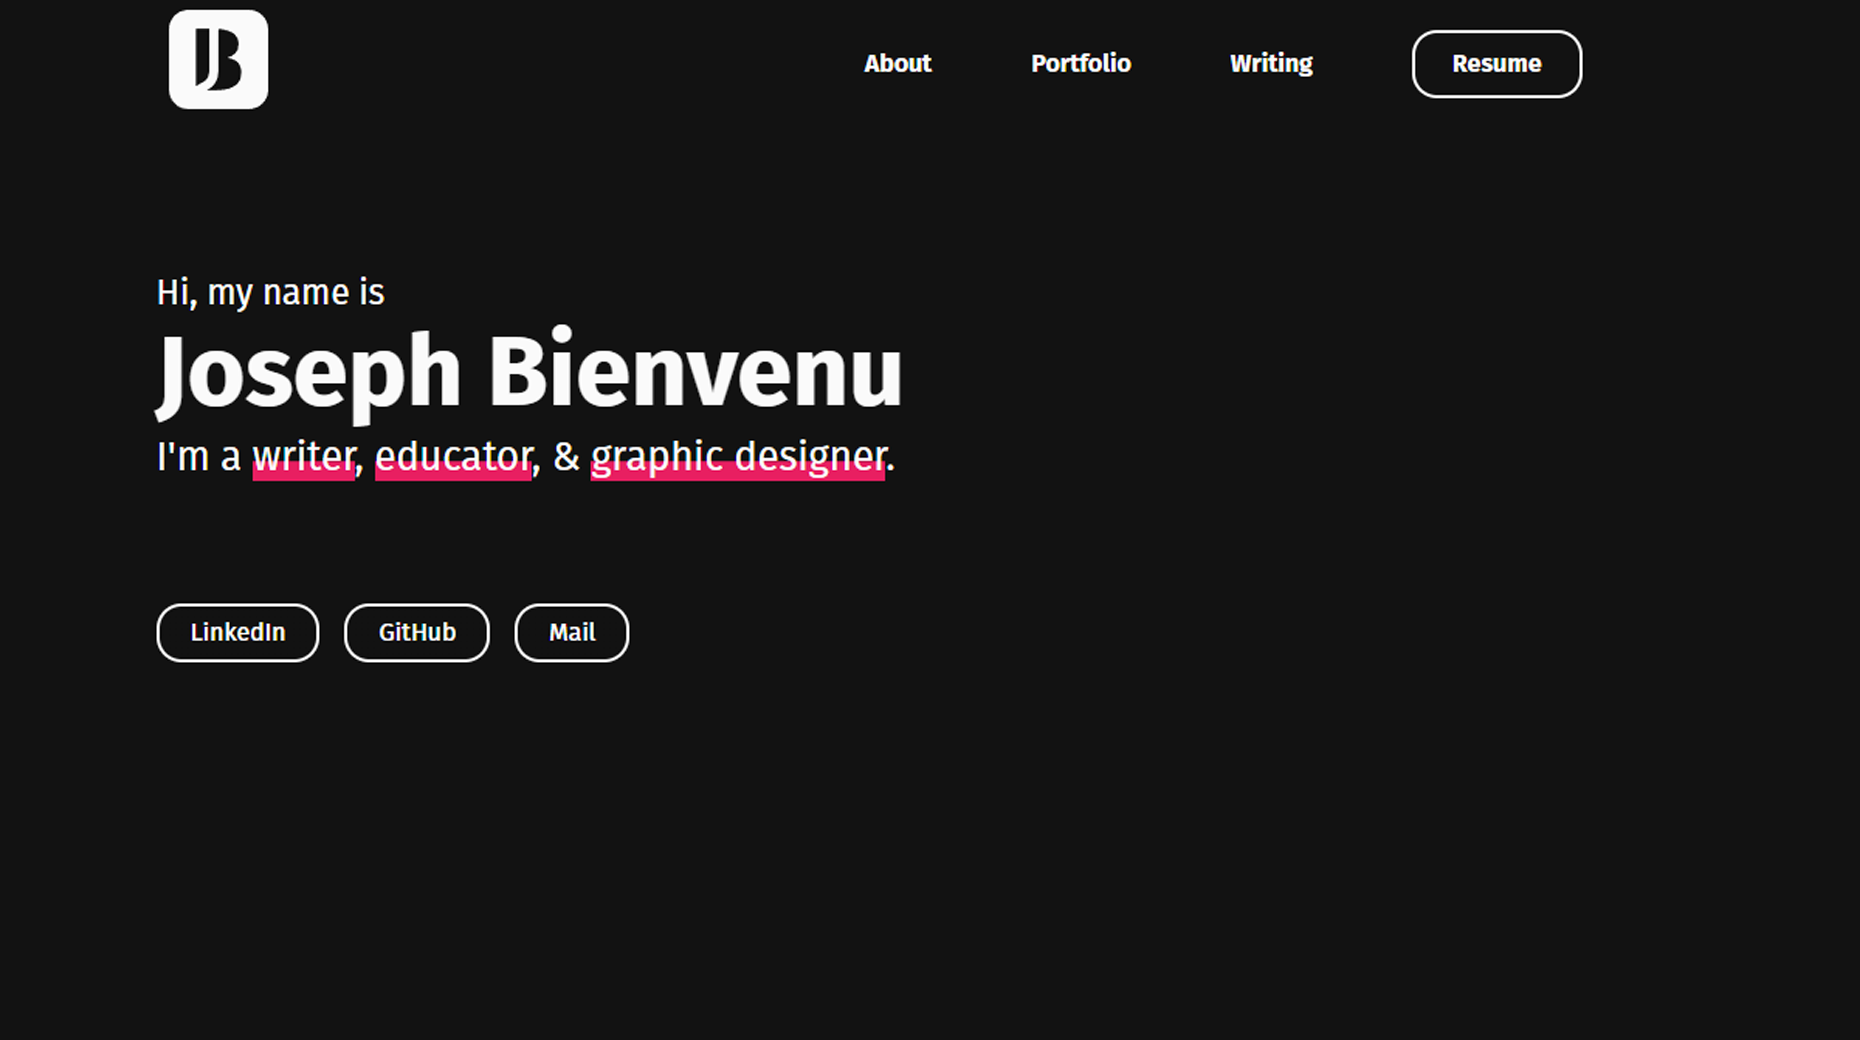 JB
About Portfolio Writing Resume
Hi, my name is
Joseph Bienvenu
I'm a writer, educator, & graphic designer.
LinkedIn GitHub Mail